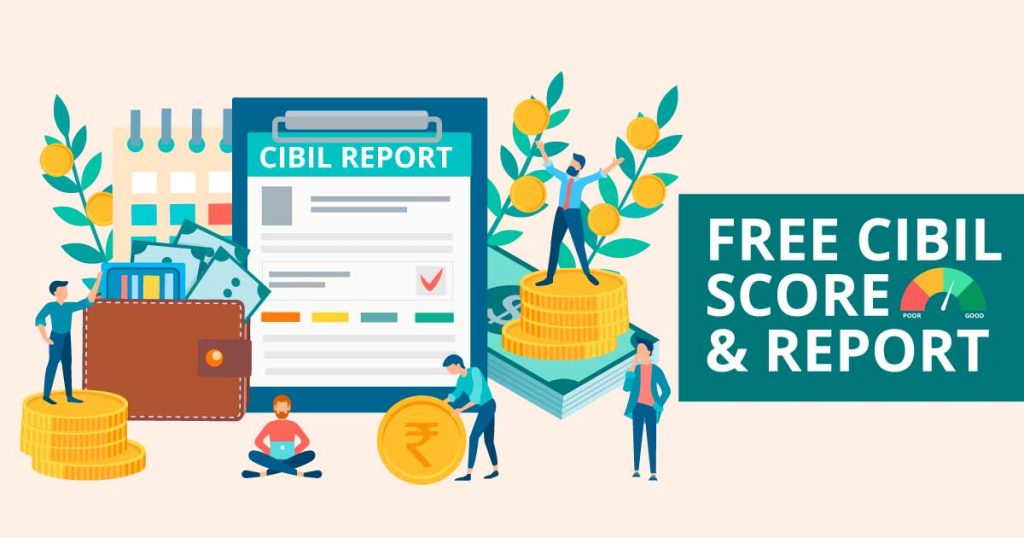 CIBIL REPORT
₹
$
FREE CIBIL
SCORE
POOR GOOD
& REPORT